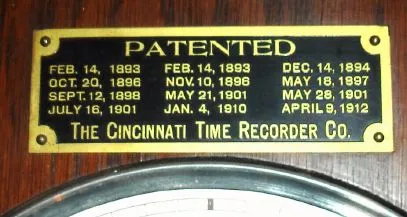 PATENTED
FEB. 14, 1893 FEB. 14, 1893 DEC. 14, 1894
OCT. 20, 1896 NOV. 10, 1896 MAY 18, 1897
SEPT. 12, 1898 MAY 21, 1901 MAY 28, 1901
JULY 16, 1901 JAN. 4, 1910 APRIL 9, 1912
THE CINCINNATI TIME RECORDER CO.